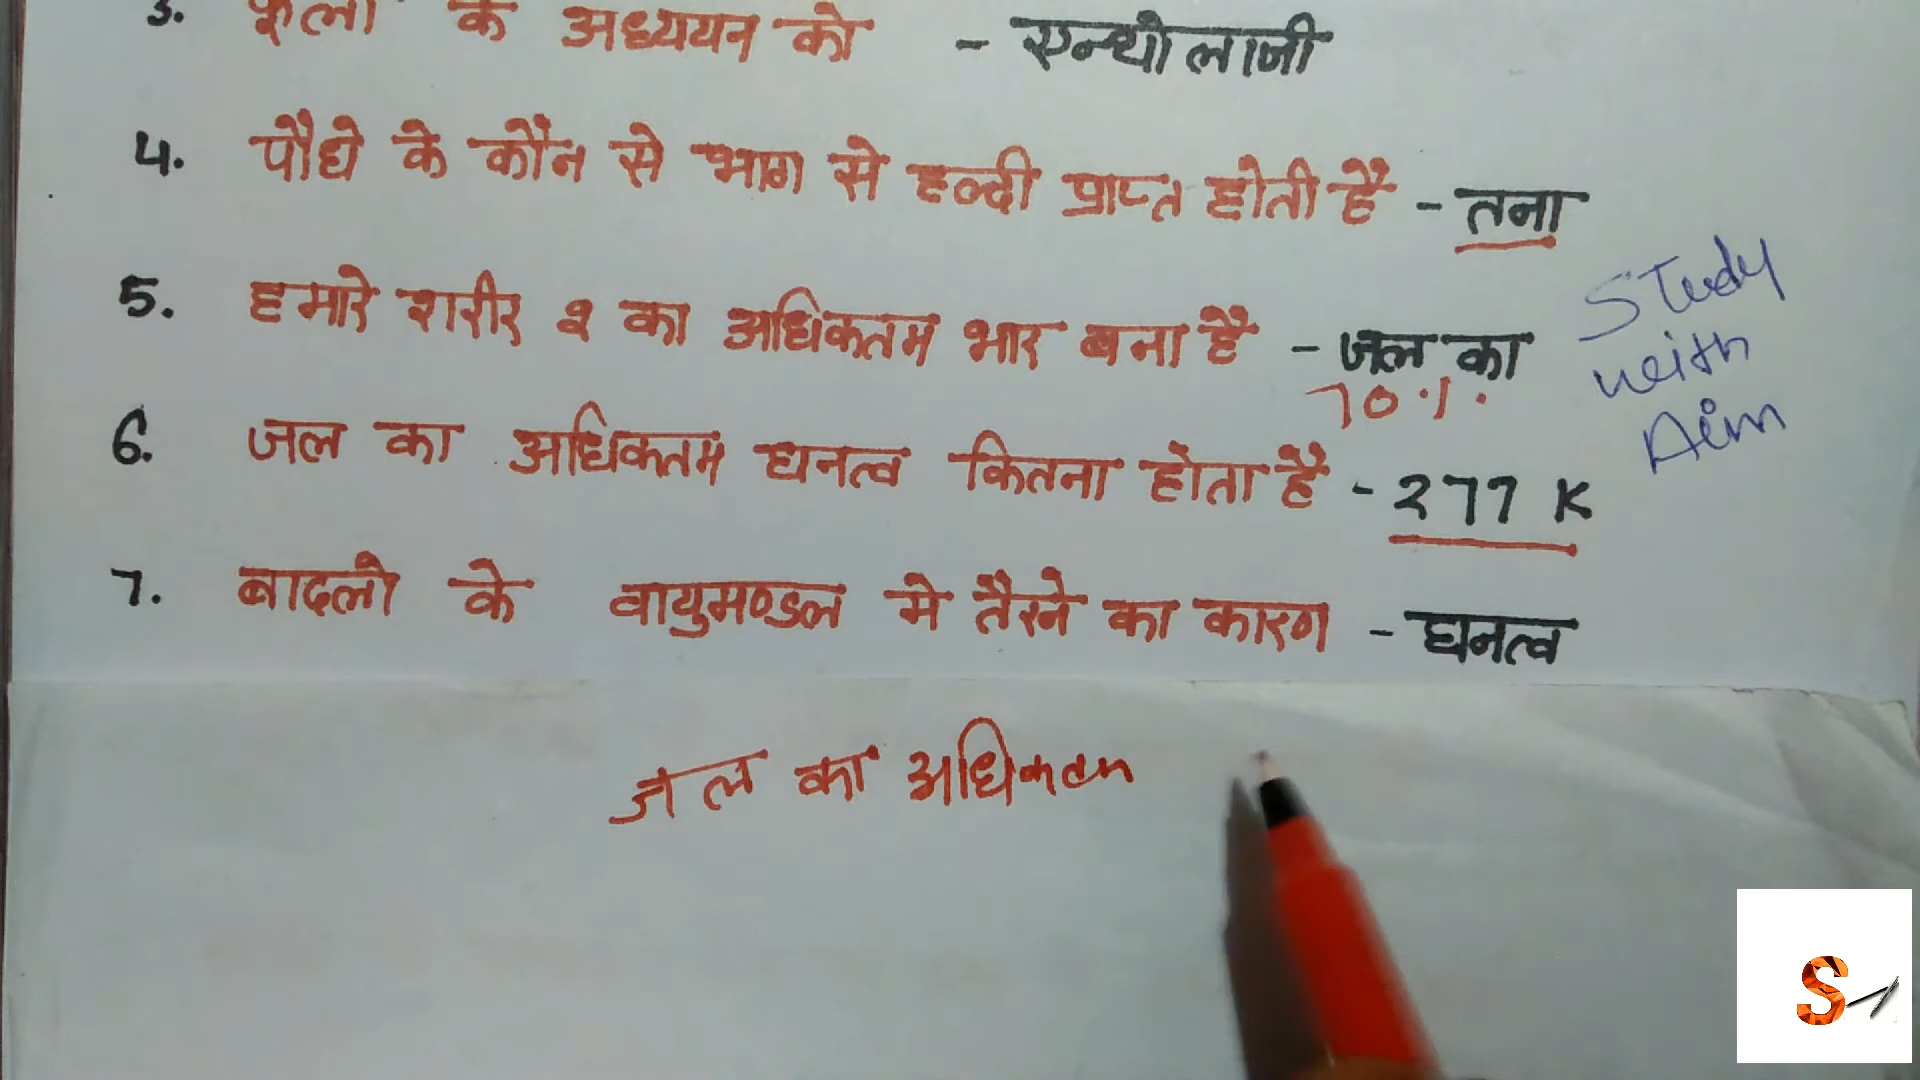 3. फूलो के अध्ययन को - एन्थोलाजी
4. पौधे के कौन से भाग से हल्दी प्राप्त होती है - तना
5. हमारे शरीर का अधिकतम भार बना है - जल का
70%
6. जल का अधिकतम घनत्व कितना होता है - 277 K
7. बादलो के वायुमण्डल मे तैरने का कारण - घनत्व
Study
with
Aim
जल का अधिकतम
S